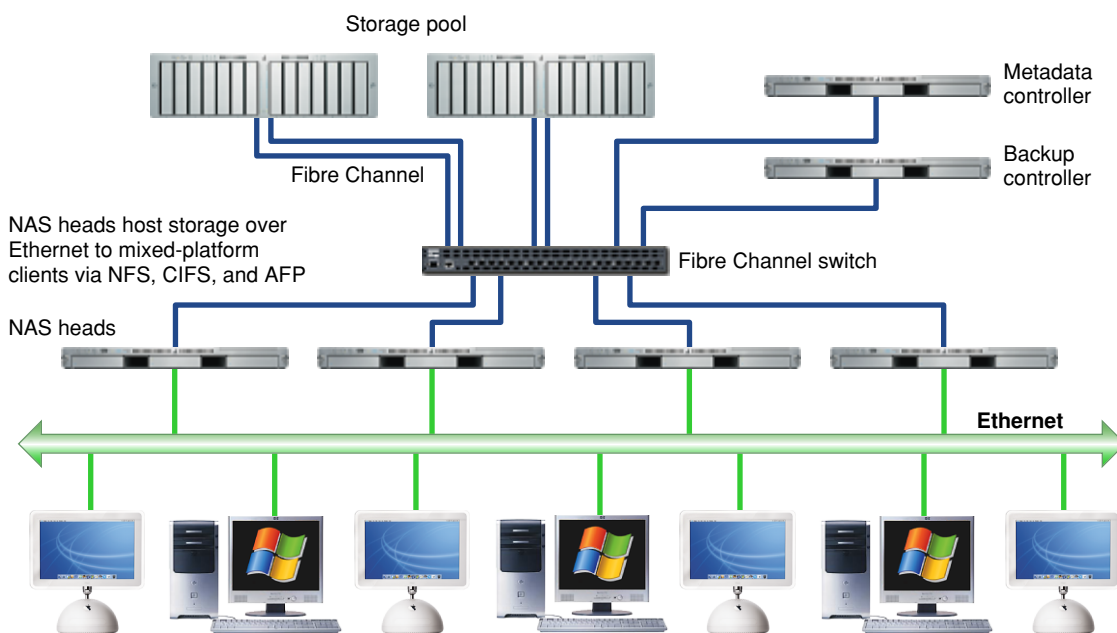 Storage pool
Metadata
controller
Backup
controller
Fibre Channel
NAS heads host storage over
Ethernet to mixed-platform
clients via NFS, CIFS, and AFP
Fibre Channel switch
NAS heads
Ethernet